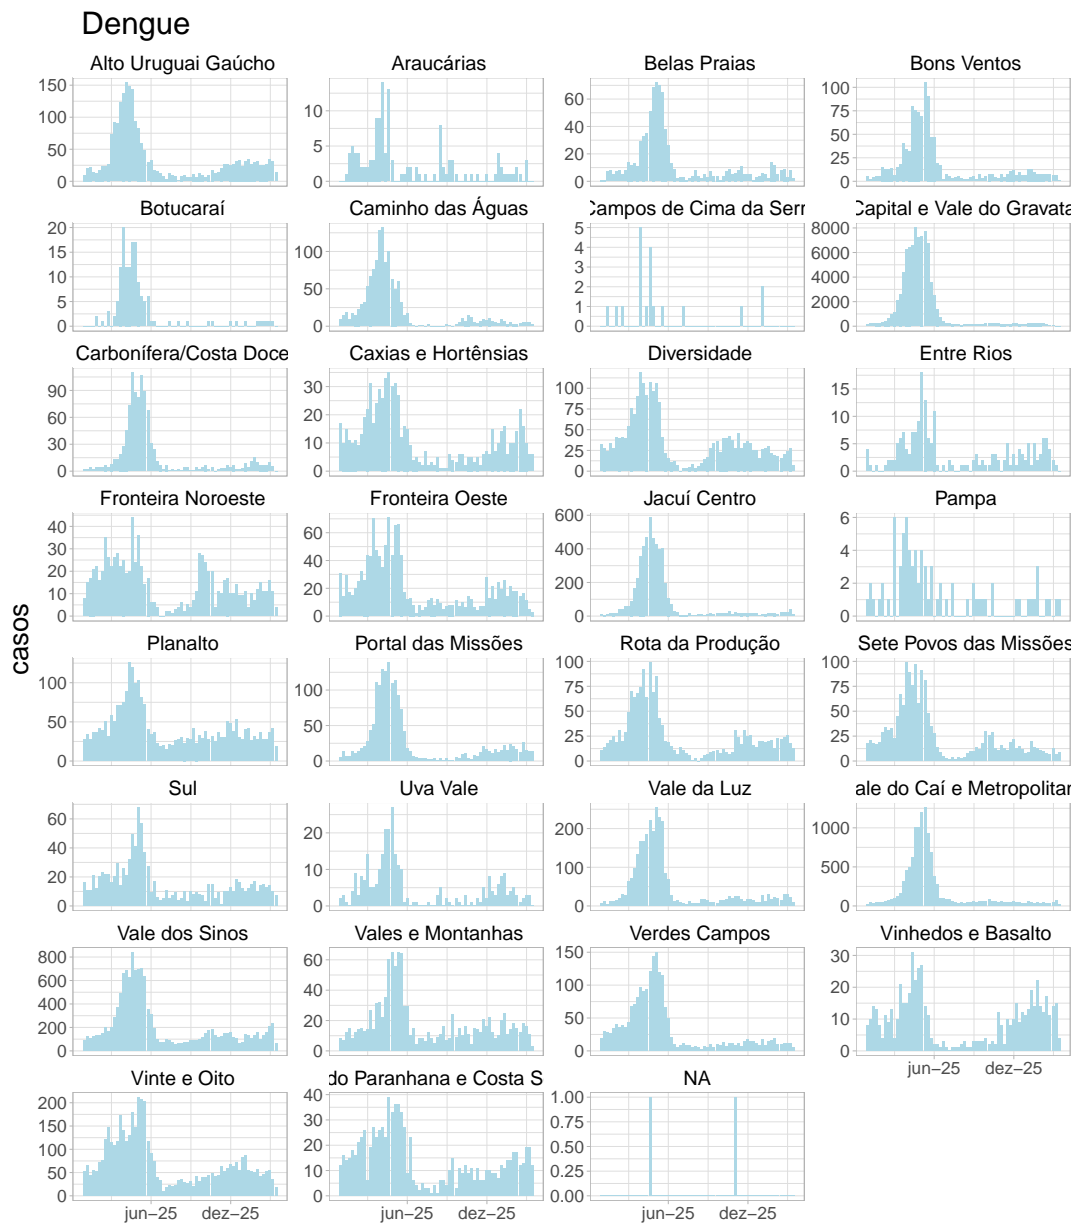 Dengue
Alto Uruguai Gaúcho Araucárias Belas Praias Bons Ventos
150 100 50 0
10 5 0
60 40 20 0
100 75 50 25 0
Botucaraí Caminho das Águas Campos de Cima da Serr Capital e Vale do Gravata
20 15 10 5 0
100 50 0
5 4 3 2 1 0
8000 6000 4000 2000 0
Carbonífera/Costa Doce Caxias e Hortênsias Diversidade Entre Rios
90 60 30 0
30 20 10 0
100 75 50 25 0
15 10 5 0
Fronteira Noroeste Fronteira Oeste Jacuí Centro Pampa
40 30 20 10 0
60 40 20 0
600 400 200 0
6 4 2 0
casos
Planalto Portal das Missões Rota da Produção Sete Povos das Missões
100 50 0
100 50 0
100 75 50 25 0
100 75 50 25 0
Sul Uva Vale Vale da Luz ale do Caí e Metropolitan
60 40 20 0
20 10 0
200 100 0
1000 500 0
Vale dos Sinos Vales e Montanhas Verdes Campos Vinhedos e Basalto
800 600 400 200 0
60 40 20 0
150 100 50 0
30 20 10 0
jun–25 dez–25
Vinte e Oito do Paranhana e Costa S NA
200 150 100 50 0
40 30 20 10 0
1.00 0.75 0.50 0.25 0.00
jun–25 dez–25 jun–25 dez–25 jun–25 dez–25